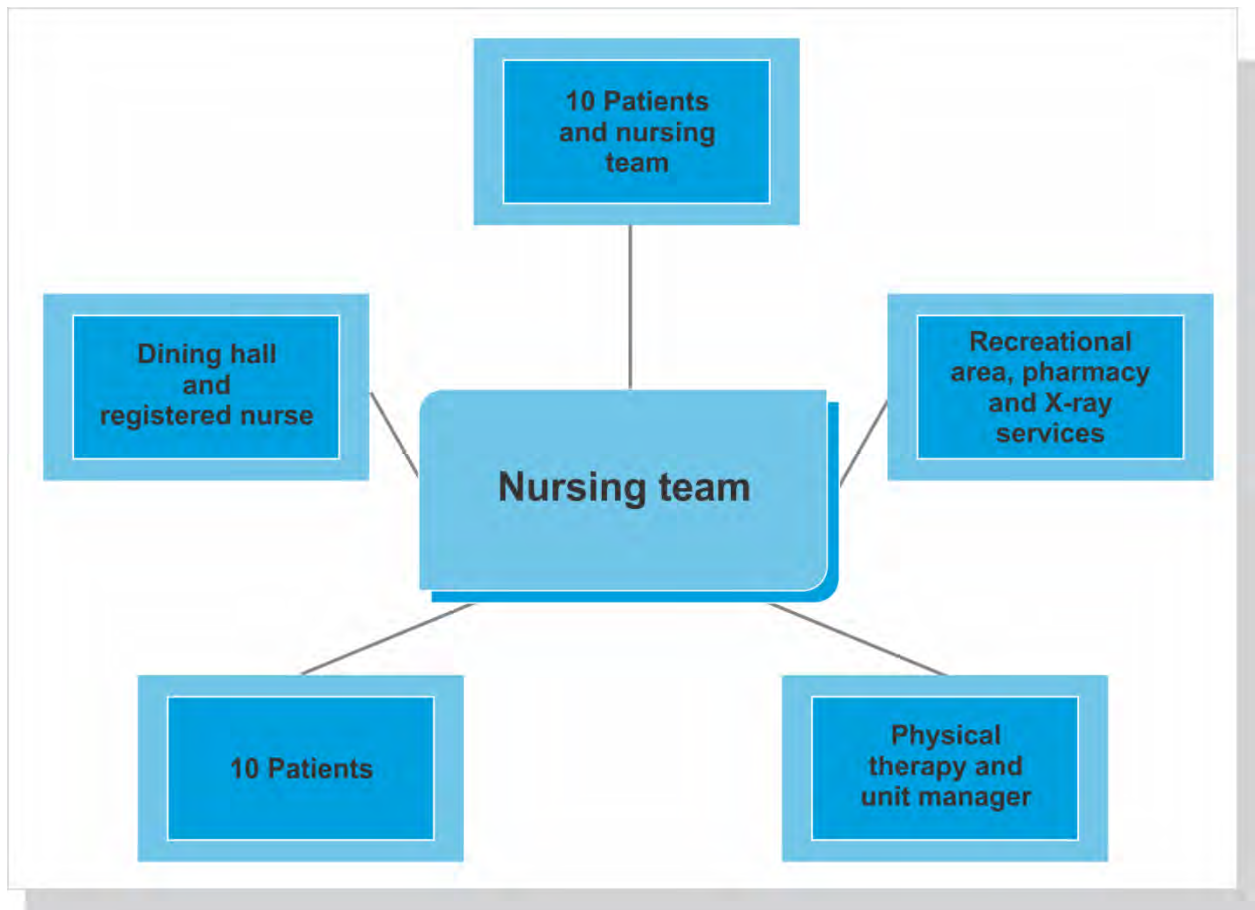 10 Patients
and nursing
team
Dining hall
and
registered nurse
Recreational
area, pharmacy
and X-ray
services
Nursing team
10 Patients
Physical
therapy and
unit manager